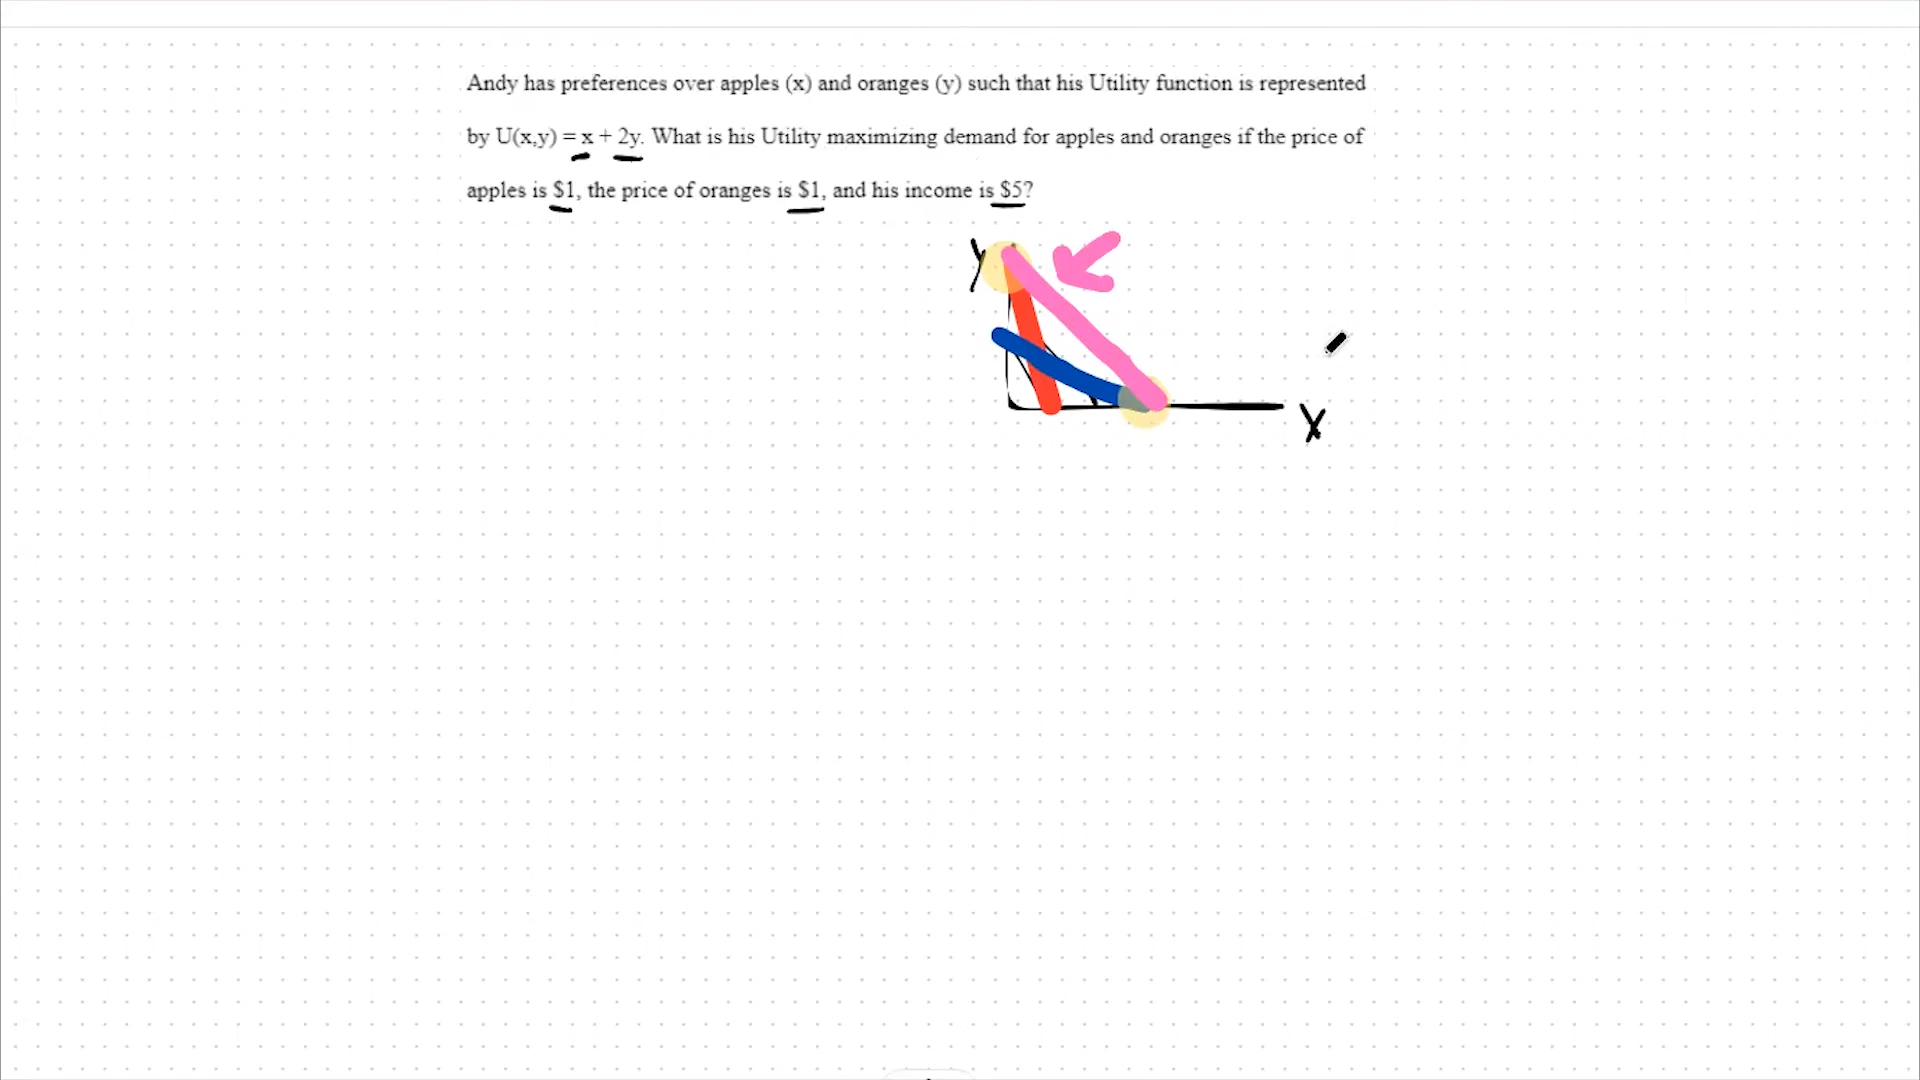 Andy has preferences over apples (x) and oranges (y) such that his Utility function is represented
by U(x,y) = x + 2y. What is his Utility maximizing demand for apples and oranges if the price of
apples is $1, the price of oranges is $1, and his income is $5?
y
x